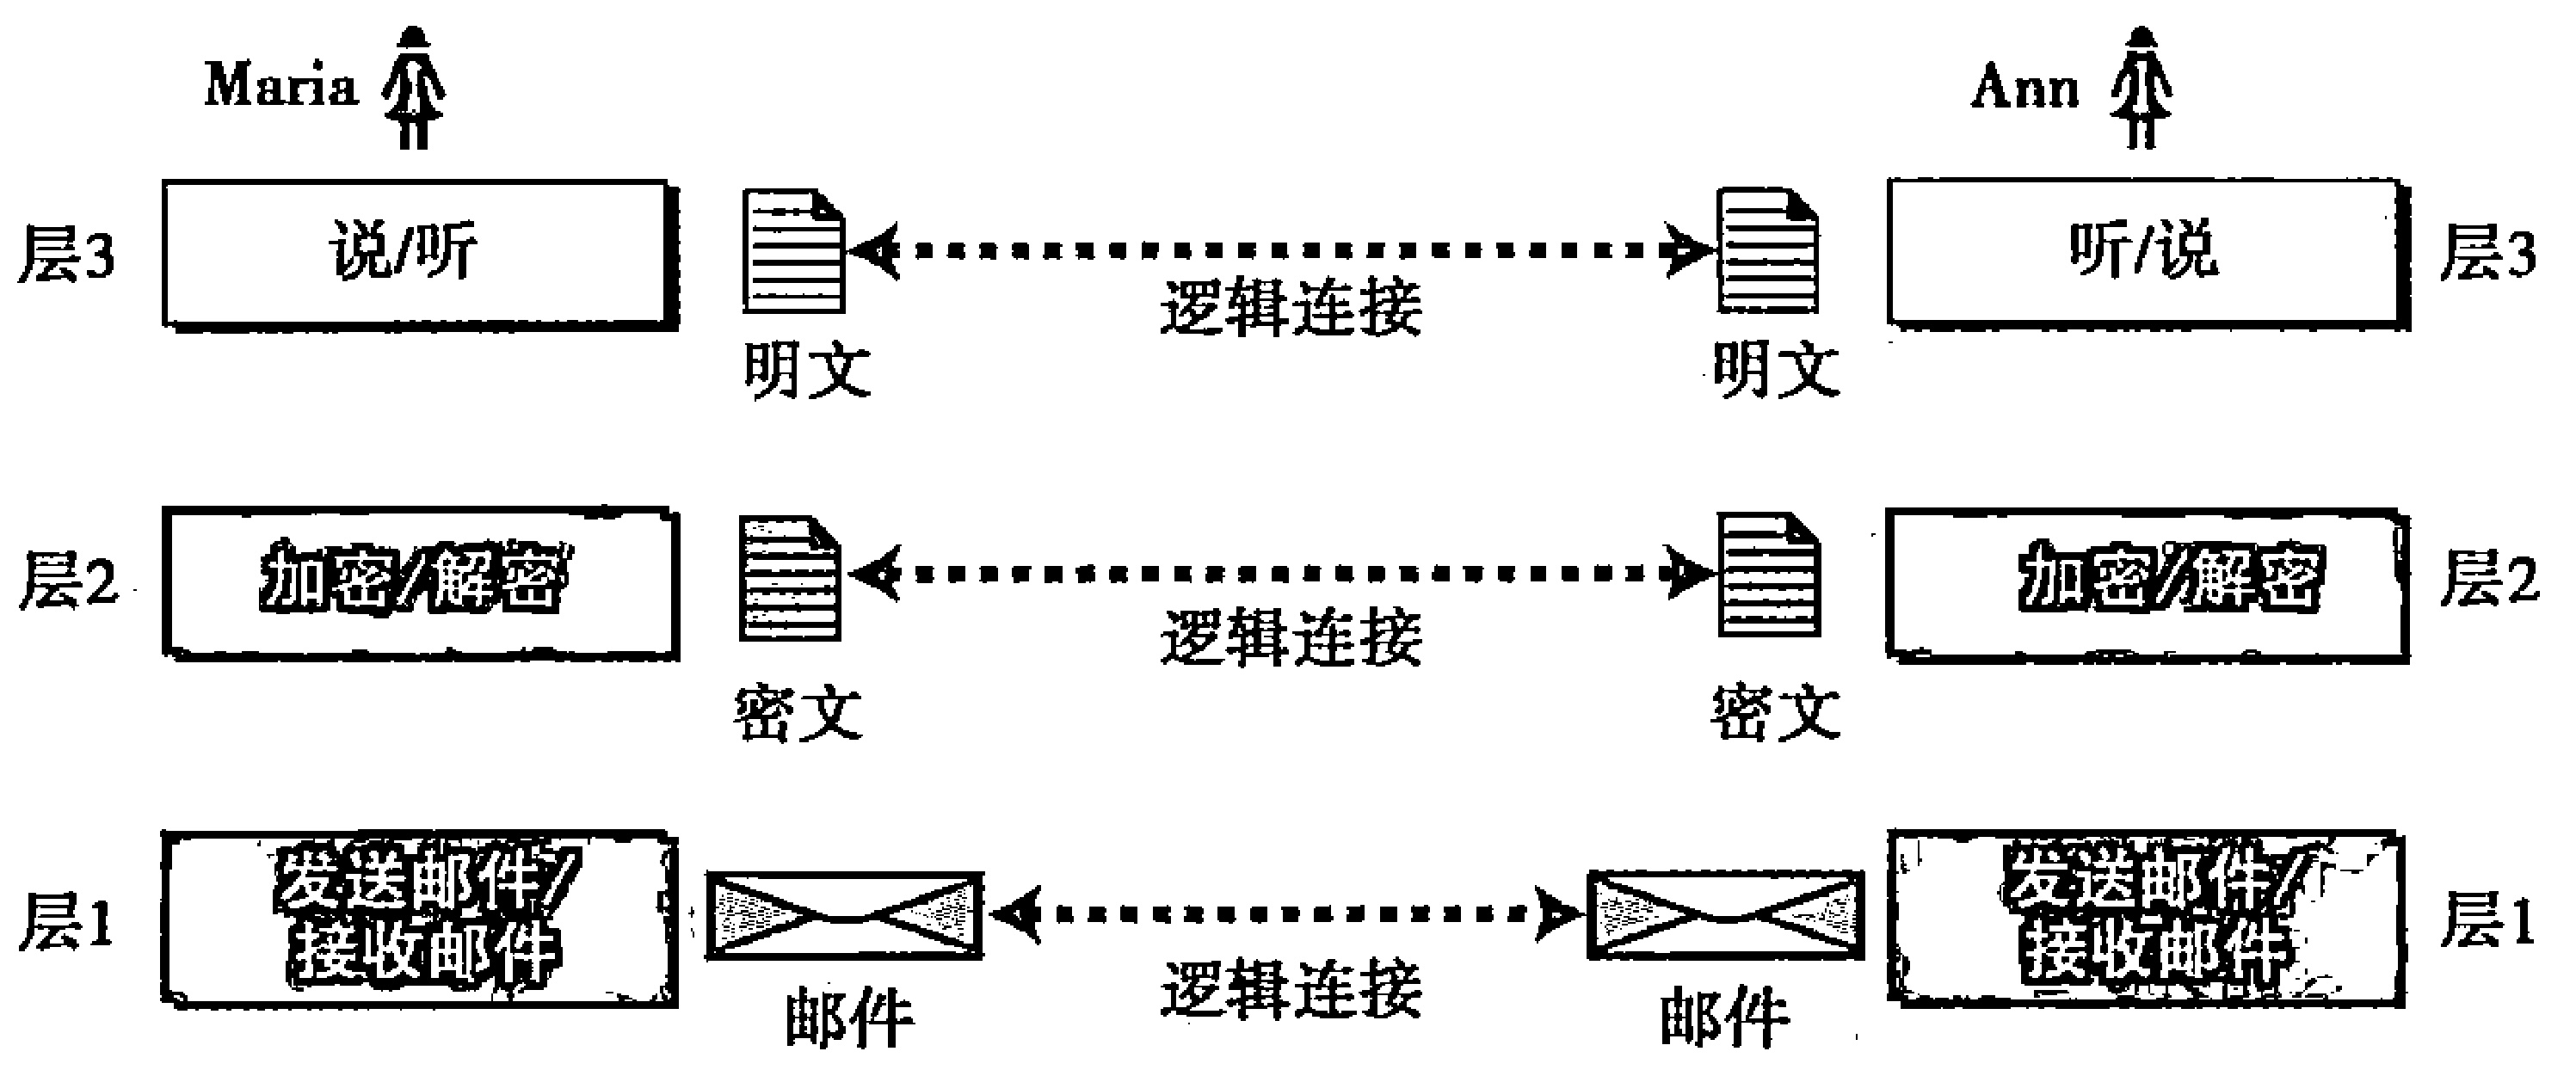 Maria
Ann
层3
说/听
逻辑连接
听/说
层3
明文
明文
层2
加密/解密
逻辑连接
加密/解密
层2
密文
密文
层1
发送邮件/
接收邮件
逻辑连接
发送邮件/
接收邮件
层1
邮件
邮件